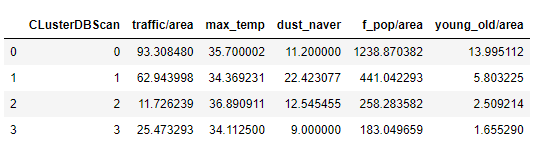 CLusterDBScan traffic/area max_temp dust_naver f_pop/area young_old/area
0 0 93.308480 35.700002 11.200000 1238.870382 13.995112
1 1 62.943998 34.369231 22.423077 441.042293 5.803225
2 2 11.726239 36.890911 12.545455 258.283582 2.509214
3 3 25.473293 34.112500 9.000000 183.049659 1.655290